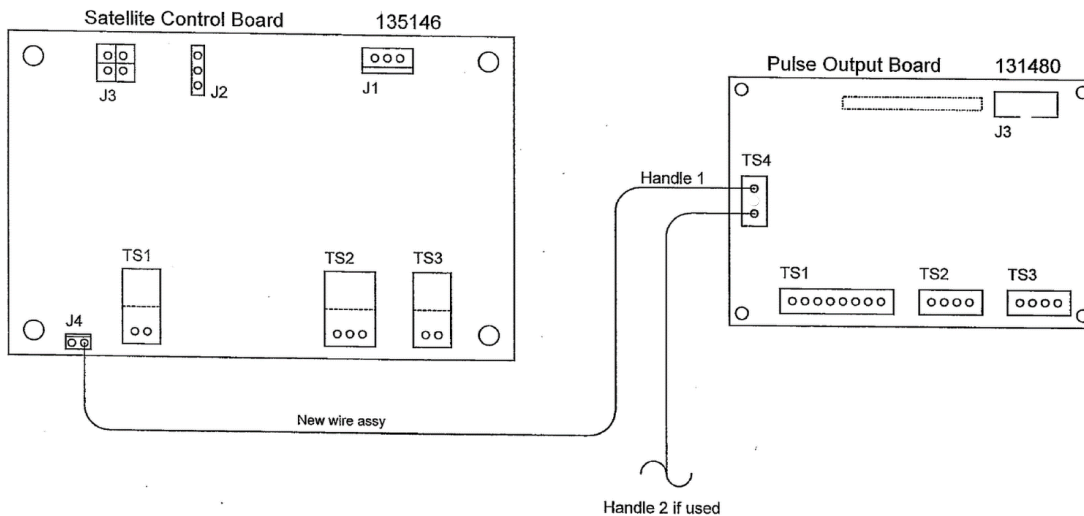 Satellite Control Board 135146
J3
J2
J1
TS1
TS2
TS3
J4
New wire assy
Pulse Output Board 131480
J3
TS4
Handle 1
TS1
TS2
TS3
Handle 2 if used